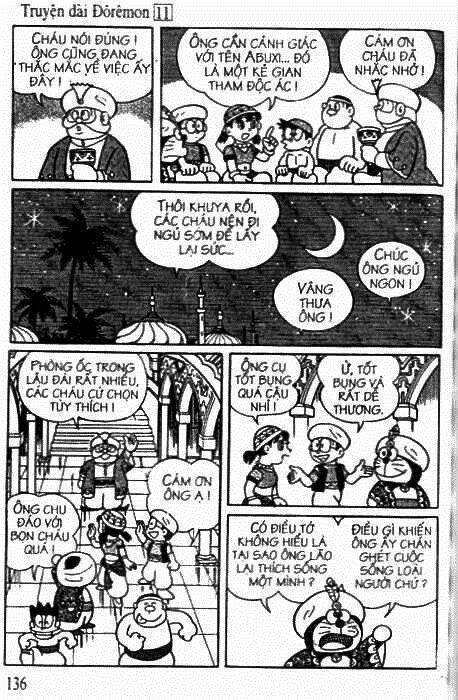 Truyện dài Đôrêmon 11
CHÁU NÓI ĐÚNG !
ÔNG CŨNG ĐANG
THẮC MẮC VỀ VIỆC ẤY
ĐẤY !
ÔNG CẦN CẢNH GIÁC
VỚI TÊN ABUXI... ĐÓ
LÀ MỘT KẺ GIAN
THAM ĐỘC ÁC !
CẢM ƠN
CHÁU ĐÃ
NHẮC NHỞ !
THÔI KHUYA RỒI,
CÁC CHÁU NÊN ĐI
NGỦ SỚM ĐỂ LẤY
LẠI SỨC...
VÂNG
THƯA
ÔNG !
CHÚC
ÔNG NGỦ
NGON !
PHÒNG ỐC TRONG
LÂU ĐÀI RẤT NHIỀU,
CÁC CHÁU CỨ CHỌN
TÙY THÍCH !
CẢM ƠN
ÔNG Ạ !
ÔNG CHU
ĐÁO VỚI
BỌN CHÁU
QUÁ !
ÔNG CỤ
TỐT BỤNG
QUÁ CẬU
NHỈ !
Ừ, TỐT
BỤNG VÀ
RẤT DỄ
THƯƠNG.
CÓ ĐIỀU TỚ
KHÔNG HIỂU LÀ
TẠI SAO ÔNG LÃO
LẠI THÍCH SỐNG
MỘT MÌNH ?
ĐIỀU GÌ KHIẾN
ÔNG ẤY CHÁN
GHÉT CUỘC
SỐNG LOÀI
NGƯỜI CHỨ ?
136